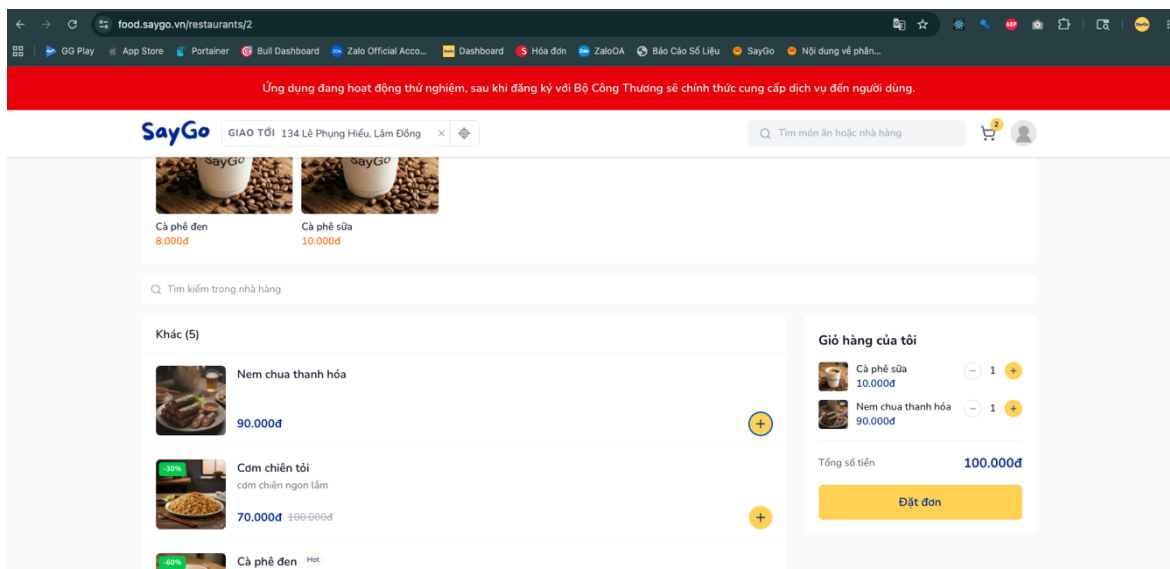 food.saygo.vn/restaurants/2
GG Play App Store Portainer Bull Dashboard Zalo Official Acco... Dashboard Hóa đơn ZaloOA Báo Cáo Số Liệu SayGo Nội dung về phân...
Ứng dụng đang hoạt động thử nghiệm, sau khi đăng ký với Bộ Công Thương sẽ chính thức cung cấp dịch vụ đến người dùng.
SayGo GIAO TỚI 134 Lê Phụng Hiểu, Lâm Đồng × Tìm món ăn hoặc nhà hàng 2
SayGo SayGo
Cà phê đen Cà phê sữa
8.000đ 10.000đ
Tìm kiếm trong nhà hàng
Khác (5)
Nem chua thanh hóa
90.000đ
+
-30%
Cơm chiên tỏi
cơm chiên ngon lắm
70.000đ 100.000đ
+
-60%
Cà phê đen Hot
Giỏ hàng của tôi
Cà phê sữa
10.000đ
− 1 +
Nem chua thanh hóa
90.000đ
− 1 +
Tổng số tiền 100.000đ
Đặt đơn